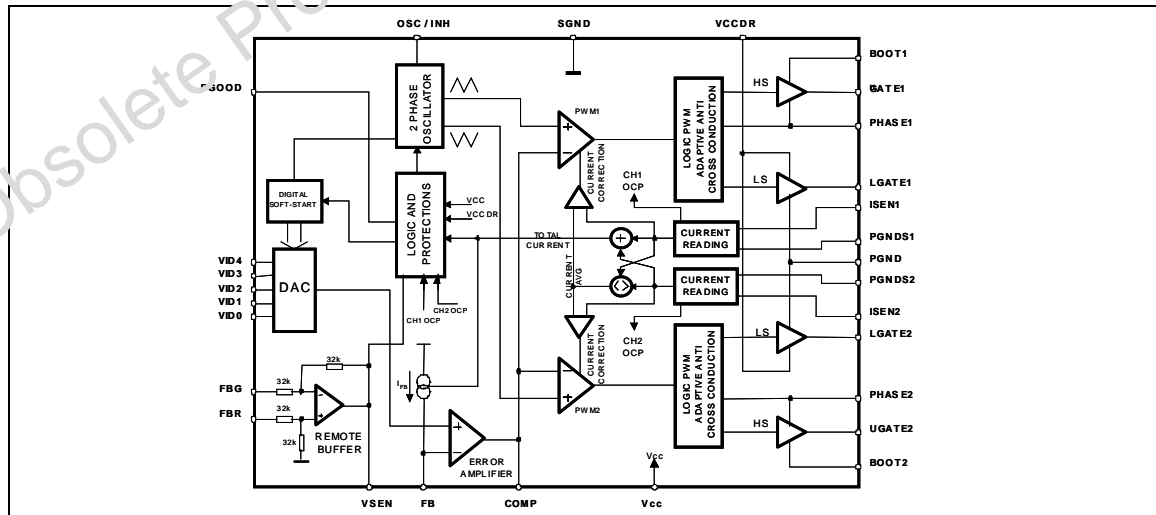 OSC / INH
SGND
VCCDR
BOOT1
HS
GATE1
PHASE1
LS
LGATE1
ISEN1
PGNDS1
PGND
PGNDS2
ISEN2
LGATE2
LS
PHASE2
HS
UGATE2
BOOT2
2 PHASE
OSCILLATOR
PWM1
LOGIC PWM
ADAPTIVE ANTI
CROSS CONDUCTION
CURRENT
CORRECTION
CH1
OCP
DIGITAL
SOFT-START
LOGIC AND
PROTECTIONS
VCC
VCCDR
TOTAL
CURRENT
CURRENT
READING
CURRENT
AVG
CURRENT
READING
CH2
OCP
VID4
VID3
VID2
VID1
VID0
DAC
CH1 OCP
CH2 OCP
CURRENT
CORRECTION
LOGIC PWM
ADAPTIVE ANTI
CROSS CONDUCTION
PWM2
32k
IFB
FBG
32k
FBR
32k
32k
REMOTE
BUFFER
ERROR
AMPLIFIER
Vcc
VSEN
FB
COMP
Vcc
Obsolete